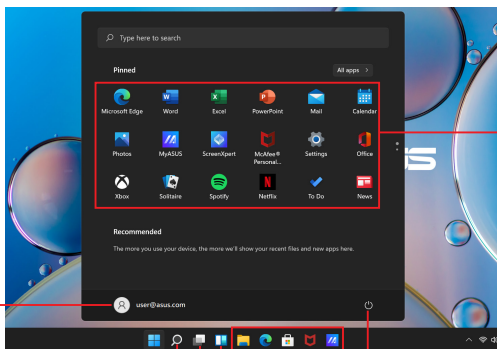 Type here to search
Pinned
All apps >
Microsoft Edge Word Excel PowerPoint Mail Calendar
Photos MyASUS ScreenXpert McAfee® Personal... Settings Office
Xbox Solitaire Spotify Netflix To Do News
Recommended
The more you use your device, the more we'll show your recent files and new apps here.
user@asus.com